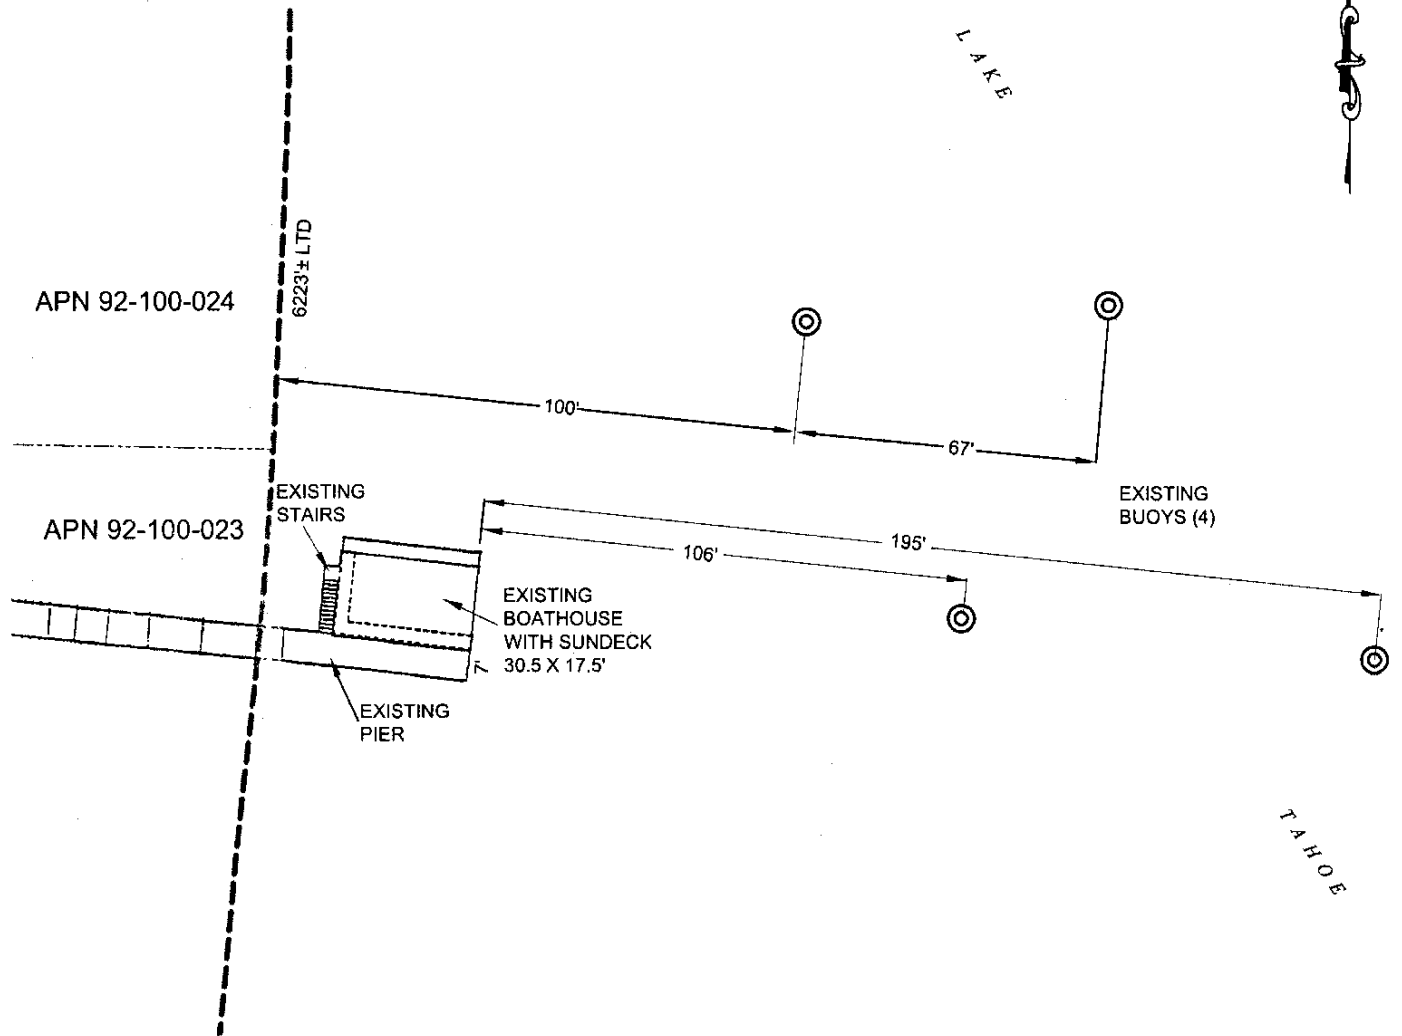 LAKE
6223'± LTD
APN 92-100-024
100'
67'
EXISTING
STAIRS
EXISTING
BUOYS (4)
APN 92-100-023
195'
106'
EXISTING
BOATHOUSE
WITH SUNDECK
30.5 X 17.5'
7'
EXISTING
PIER
TAHOE